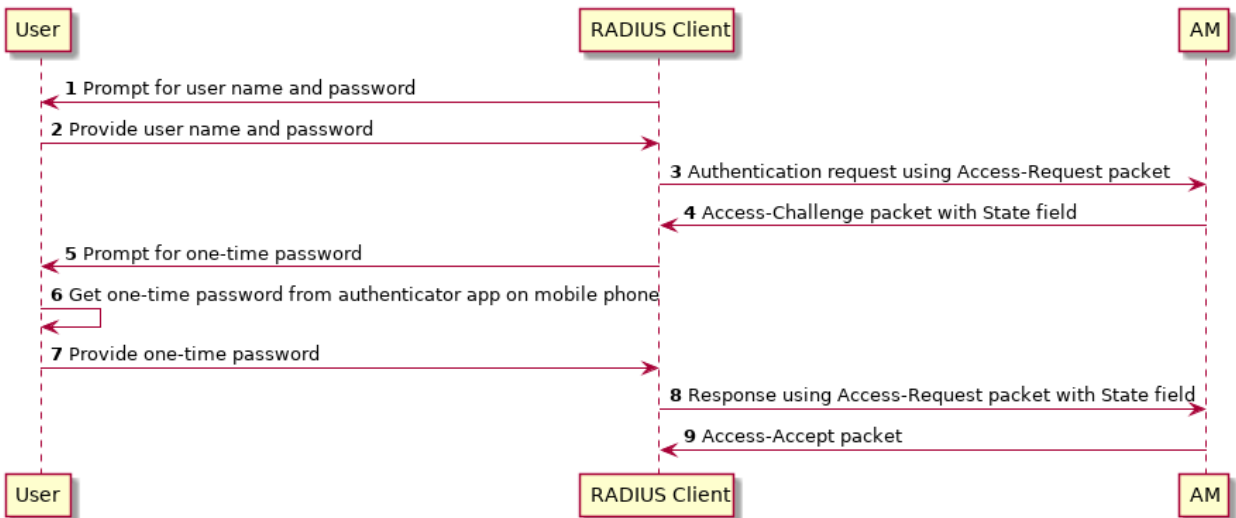 User RADIUS Client AM
1 Prompt for user name and password
2 Provide user name and password
3 Authentication request using Access-Request packet
4 Access-Challenge packet with State field
5 Prompt for one-time password
6 Get one-time password from authenticator app on mobile phone
7 Provide one-time password
8 Response using Access-Request packet with State field
9 Access-Accept packet
User RADIUS Client AM